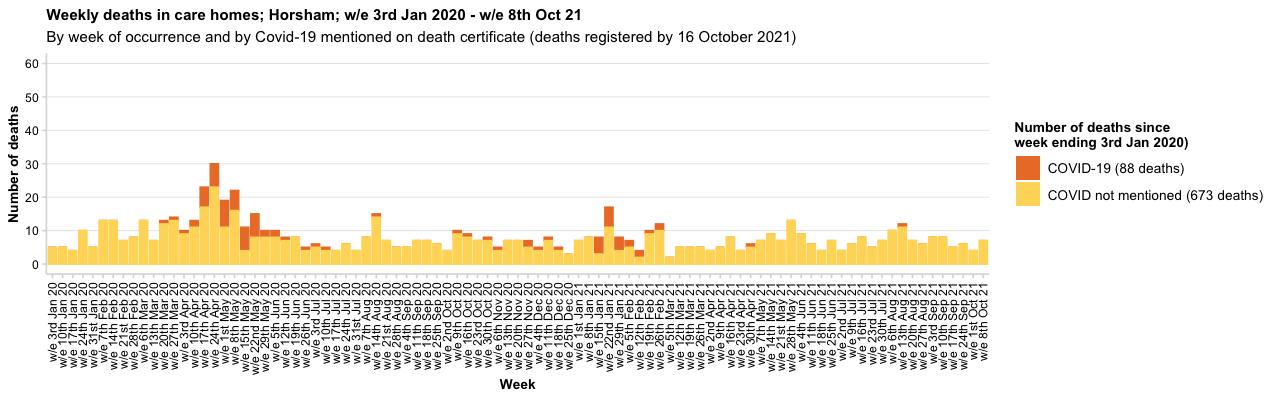 Weekly deaths in care homes; Horsham; w/e 3rd Jan 2020 - w/e 8th Oct 21
By week of occurrence and by Covid-19 mentioned on death certificate (deaths registered by 16 October 2021)
Number of deaths
60
50
40
30
20
10
0
w/e 3rd Jan 20
w/e 10th Jan 20
w/e 17th Jan 20
w/e 24th Jan 20
w/e 31st Jan 20
w/e 7th Feb 20
w/e 14th Feb 20
w/e 21st Feb 20
w/e 28th Feb 20
w/e 6th Mar 20
w/e 13th Mar 20
w/e 20th Mar 20
w/e 27th Mar 20
w/e 3rd Apr 20
w/e 10th Apr 20
w/e 17th Apr 20
w/e 24th Apr 20
w/e 1st May 20
w/e 8th May 20
w/e 15th May 20
w/e 22nd May 20
w/e 29th May 20
w/e 5th Jun 20
w/e 12th Jun 20
w/e 19th Jun 20
w/e 26th Jun 20
w/e 3rd Jul 20
w/e 10th Jul 20
w/e 17th Jul 20
w/e 24th Jul 20
w/e 31st Jul 20
w/e 7th Aug 20
w/e 14th Aug 20
w/e 21st Aug 20
w/e 28th Aug 20
w/e 4th Sep 20
w/e 11th Sep 20
w/e 18th Sep 20
w/e 25th Sep 20
w/e 2nd Oct 20
w/e 9th Oct 20
w/e 16th Oct 20
w/e 23rd Oct 20
w/e 30th Oct 20
w/e 6th Nov 20
w/e 13th Nov 20
w/e 20th Nov 20
w/e 27th Nov 20
w/e 4th Dec 20
w/e 11th Dec 20
w/e 18th Dec 20
w/e 25th Dec 20
w/e 1st Jan 21
w/e 8th Jan 21
w/e 15th Jan 21
w/e 22nd Jan 21
w/e 29th Jan 21
w/e 5th Feb 21
w/e 12th Feb 21
w/e 19th Feb 21
w/e 26th Feb 21
w/e 5th Mar 21
w/e 12th Mar 21
w/e 19th Mar 21
w/e 26th Mar 21
w/e 2nd Apr 21
w/e 9th Apr 21
w/e 16th Apr 21
w/e 23rd Apr 21
w/e 30th Apr 21
w/e 7th May 21
w/e 14th May 21
w/e 21st May 21
w/e 28th May 21
w/e 4th Jun 21
w/e 11th Jun 21
w/e 18th Jun 21
w/e 25th Jun 21
w/e 2nd Jul 21
w/e 9th Jul 21
w/e 16th Jul 21
w/e 23rd Jul 21
w/e 30th Jul 21
w/e 6th Aug 21
w/e 13th Aug 21
w/e 20th Aug 21
w/e 27th Aug 21
w/e 3rd Sep 21
w/e 10th Sep 21
w/e 17th Sep 21
w/e 24th Sep 21
w/e 1st Oct 21
w/e 8th Oct 21
Week
Number of deaths since
week ending 3rd Jan 2020)
COVID-19 (88 deaths)
COVID not mentioned (673 deaths)